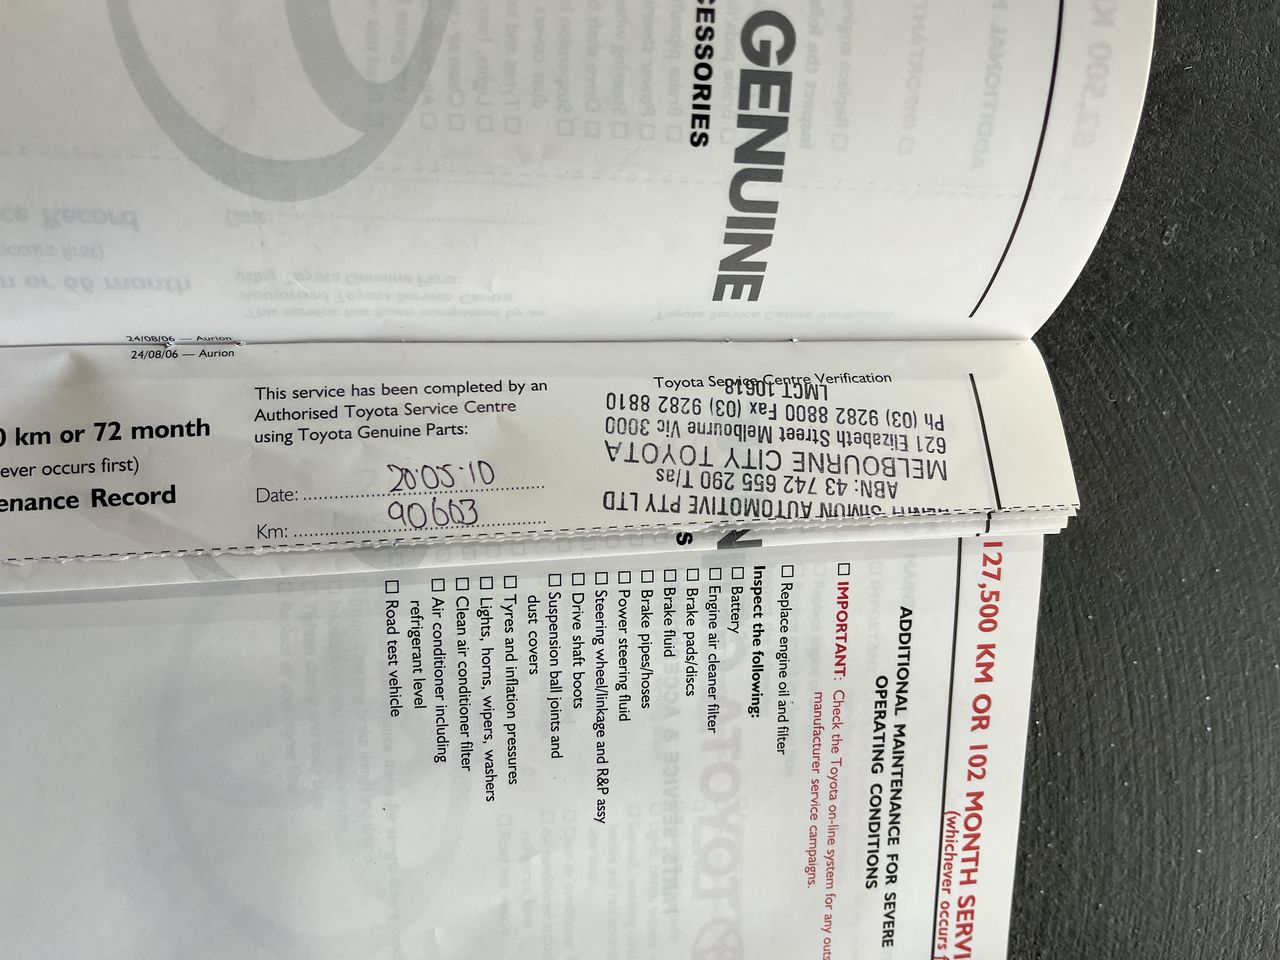 GENUINE
CESSORIES
24/08/06 — Aurion
24/08/06 — Aurion
0 km or 72 month
ever occurs first)
enance Record
This service has been completed by an
Authorised Toyota Service Centre
using Toyota Genuine Parts:
Date: 20·05·10
Km: 90603
Toyota Service Centre Verification
AUTOMOTIVE PTY LTD
ABN: 43 742 655 290 T/as
MELBOURNE CITY TOYOTA
621 Elizabeth Street Melbourne Vic 3000
Ph (03) 9282 8800 Fax (03) 9282 8810
LMCT 10618
127,500 KM OR 102 MONTH SERVI
(whichever occurs f
ADDITIONAL MAINTENANCE FOR SEVERE
OPERATING CONDITIONS
☐ IMPORTANT: Check the Toyota on-line system for any outs
manufacturer service campaigns.
☐ Replace engine oil and filter
Inspect the following:
☐ Battery
☐ Engine air cleaner filter
☐ Brake pads/discs
☐ Brake fluid
☐ Brake pipes/hoses
☐ Power steering fluid
☐ Steering wheel/linkage and R&P assy
☐ Drive shaft boots
☐ Suspension ball joints and
dust covers
☐ Tyres and inflation pressures
☐ Lights, horns, wipers, washers
☐ Clean air conditioner filter
☐ Air conditioner including
refrigerant level
☐ Road test vehicle